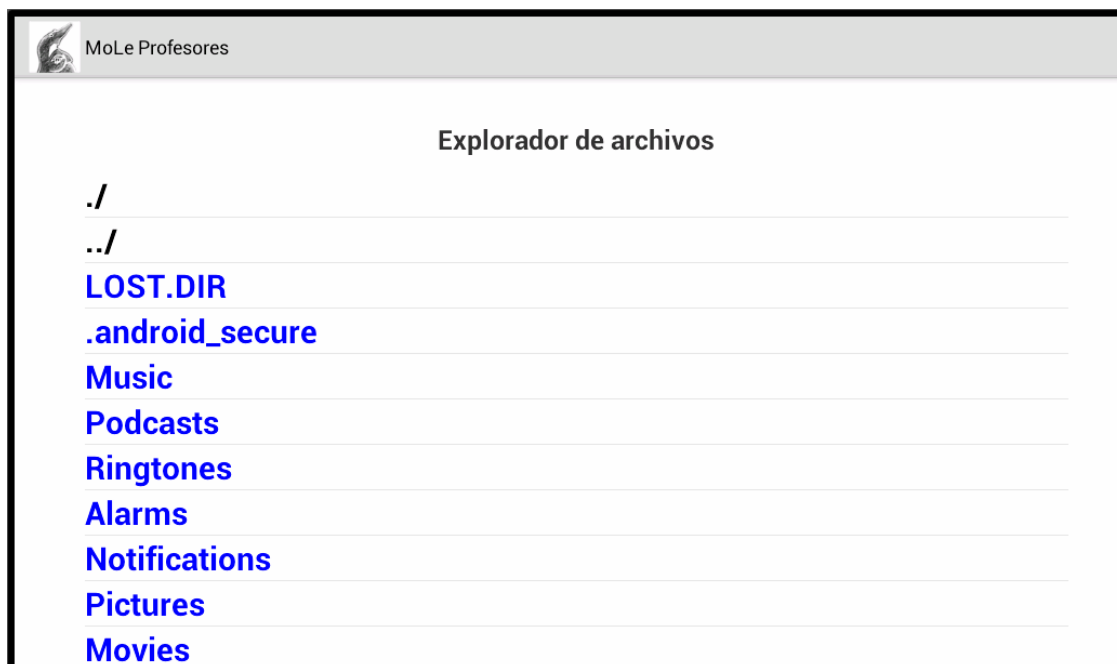 MoLe Profesores
Explorador de archivos
./
../
LOST.DIR
.android_secure
Music
Podcasts
Ringtones
Alarms
Notifications
Pictures
Movies